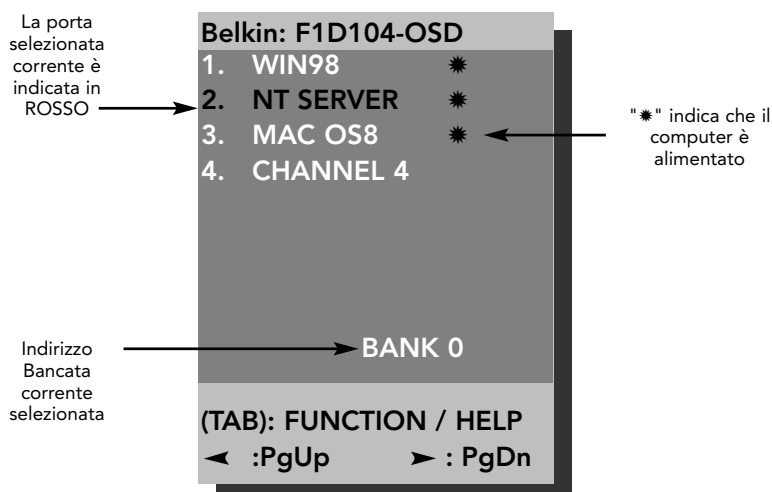 La porta
selezionata
corrente è
indicata in
ROSSO
Belkin: F1D104-OSD
1. WIN98 ✹
2. NT SERVER ✹
3. MAC OS8 ✹
4. CHANNEL 4
"✹" indica che il
computer è
alimentato
Indirizzo
Bancata
corrente
selezionata
BANK 0
(TAB): FUNCTION / HELP
◄ :PgUp ► : PgDn